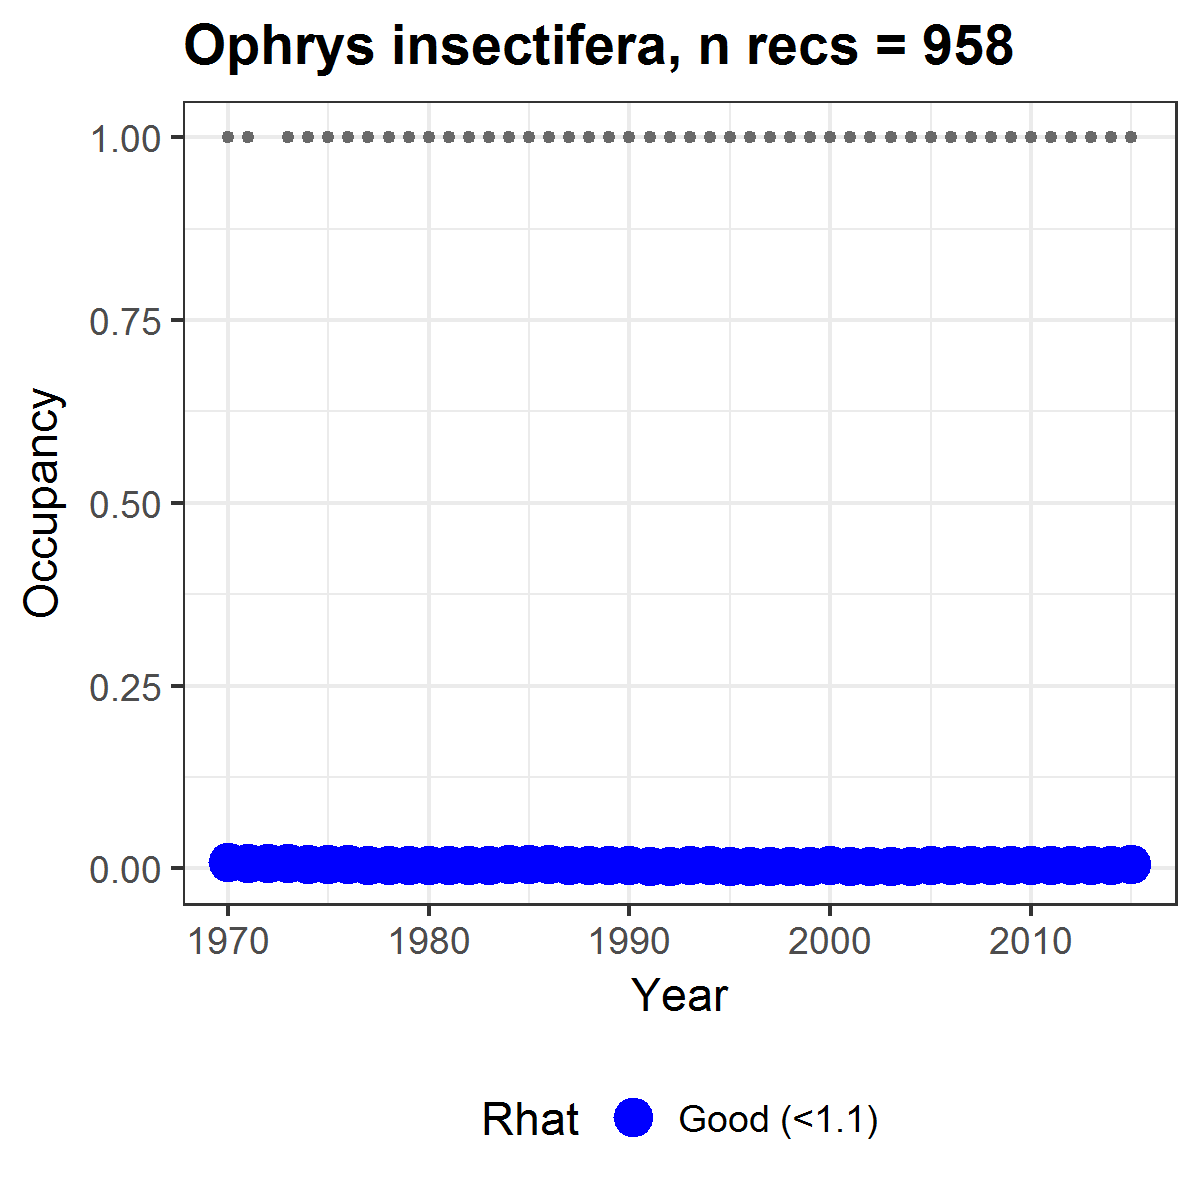 Ophrys insectifera, n recs = 958
1.00
0.75
0.50
0.25
0.00
Occupancy
1970 1980 1990 2000 2010
Year
Rhat Good (<1.1)